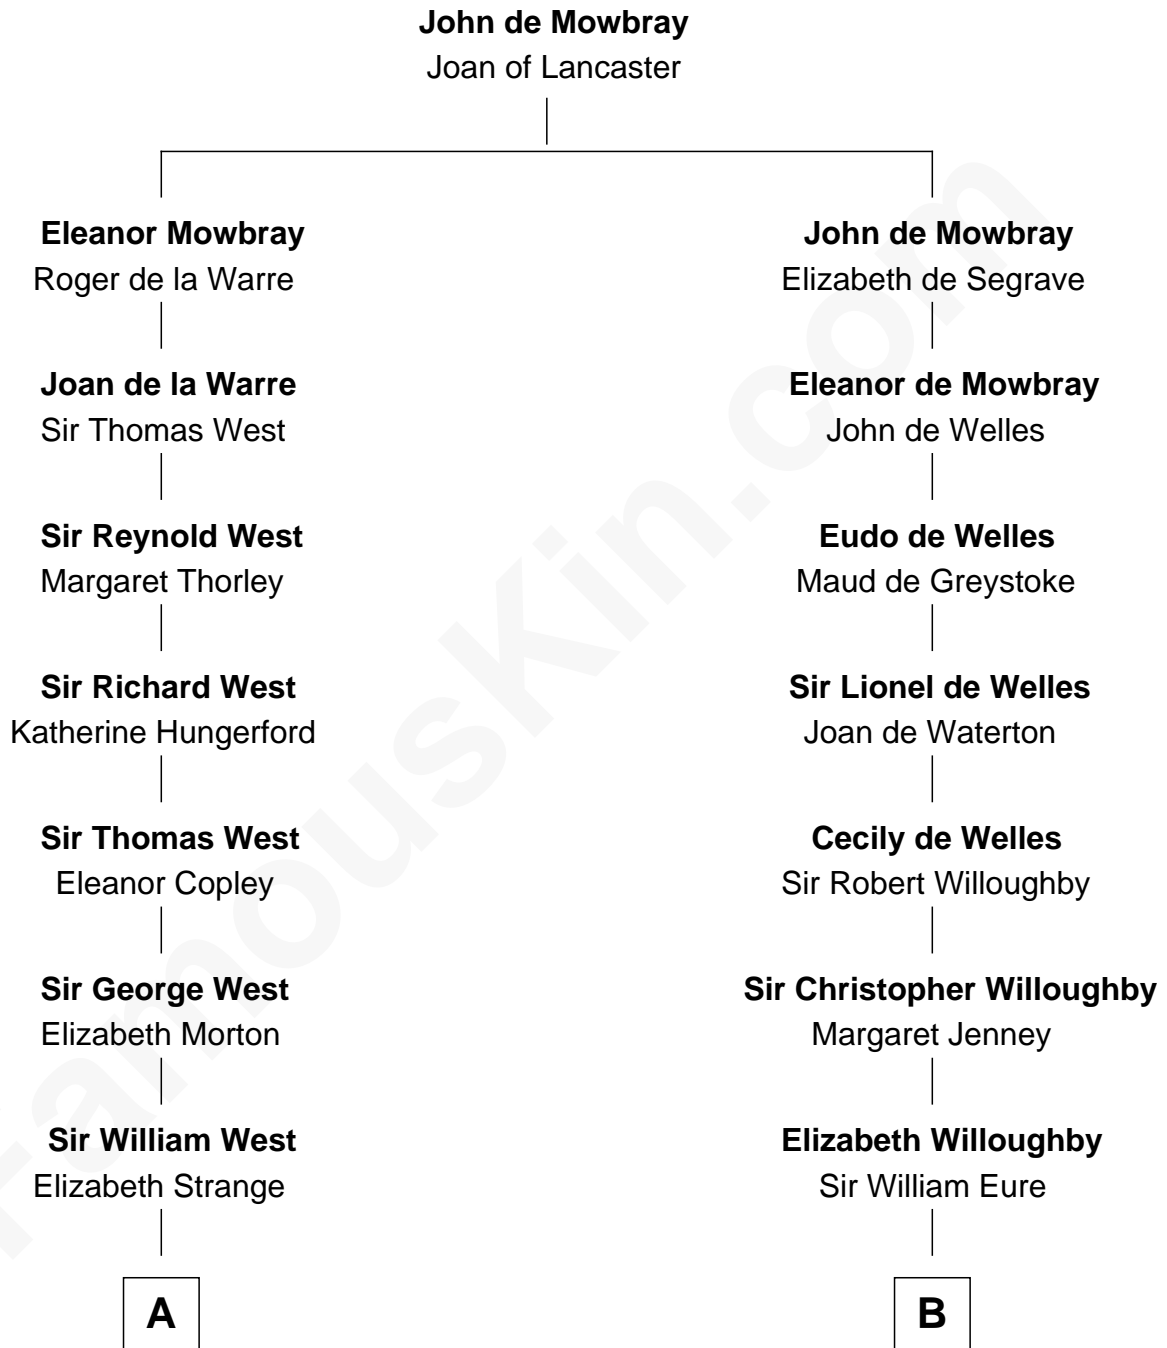 John de Mowbray
Joan of Lancaster
Eleanor Mowbray
Roger de la Warre
Joan de la Warre
Sir Thomas West
Sir Reynold West
Margaret Thorley
Sir Richard West
Katherine Hungerford
Sir Thomas West
Eleanor Copley
Sir George West
Elizabeth Morton
Sir William West
Elizabeth Strange
A
John de Mowbray
Elizabeth de Segrave
Eleanor de Mowbray
John de Welles
Eudo de Welles
Maud de Greystoke
Sir Lionel de Welles
Joan de Waterton
Cecily de Welles
Sir Robert Willoughby
Sir Christopher Willoughby
Margaret Jenney
Elizabeth Willoughby
Sir William Eure
B
FamousKin.com